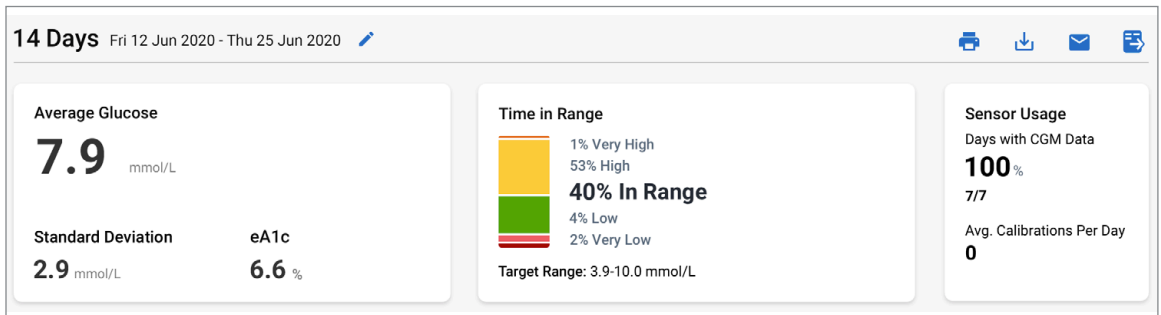 14 Days Fri 12 Jun 2020 - Thu 25 Jun 2020
Average Glucose
7.9 mmol/L
Standard Deviation
2.9 mmol/L
eA1c
6.6 %
Time in Range
1% Very High
53% High
40% In Range
4% Low
2% Very Low
Target Range: 3.9-10.0 mmol/L
Sensor Usage
Days with CGM Data
100 %
7/7
Avg. Calibrations Per Day
0